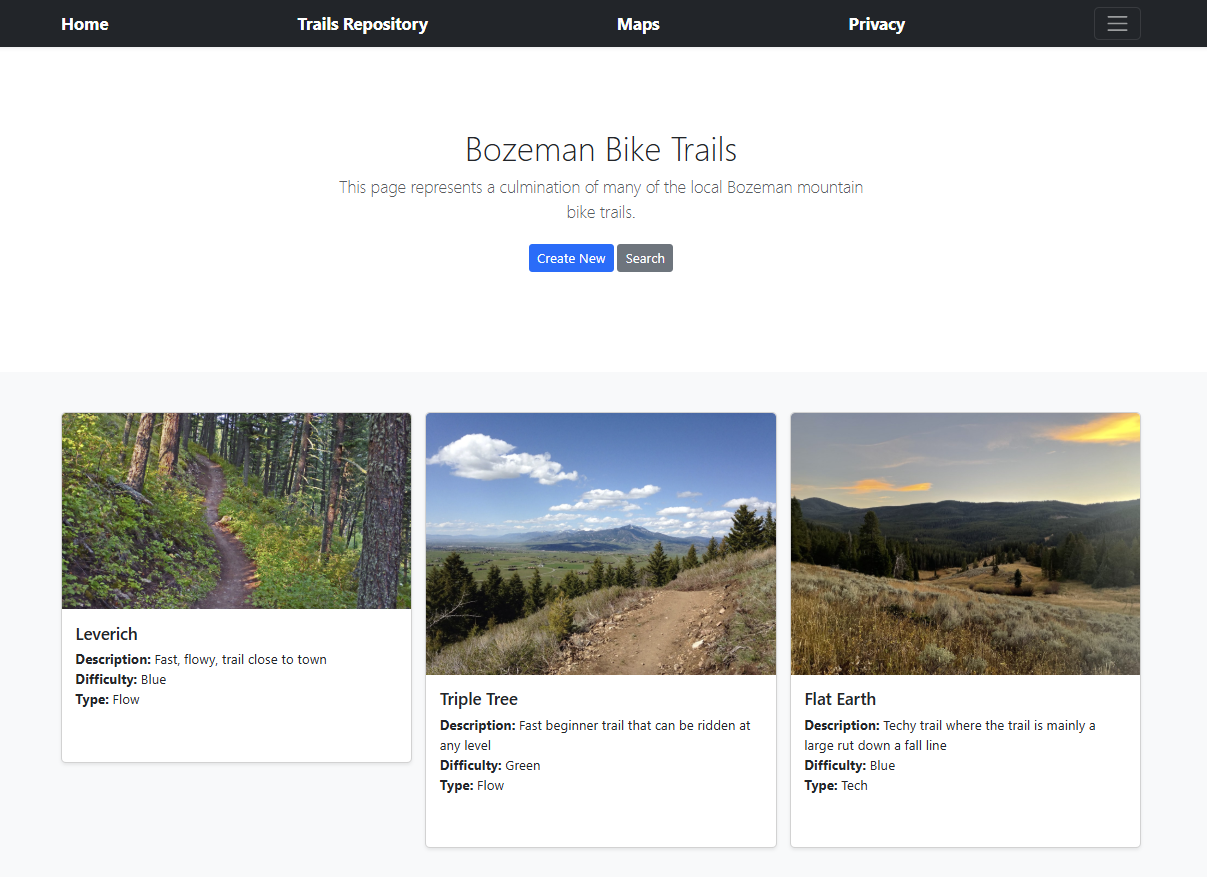 Home Trails Repository Maps Privacy
Bozeman Bike Trails
This page represents a culmination of many of the local Bozeman mountain
bike trails.
Create New Search
Leverich
Description: Fast, flowy, trail close to town
Difficulty: Blue
Type: Flow
Triple Tree
Description: Fast beginner trail that can be ridden at
any level
Difficulty: Green
Type: Flow
Flat Earth
Description: Techy trail where the trail is mainly a
large rut down a fall line
Difficulty: Blue
Type: Tech